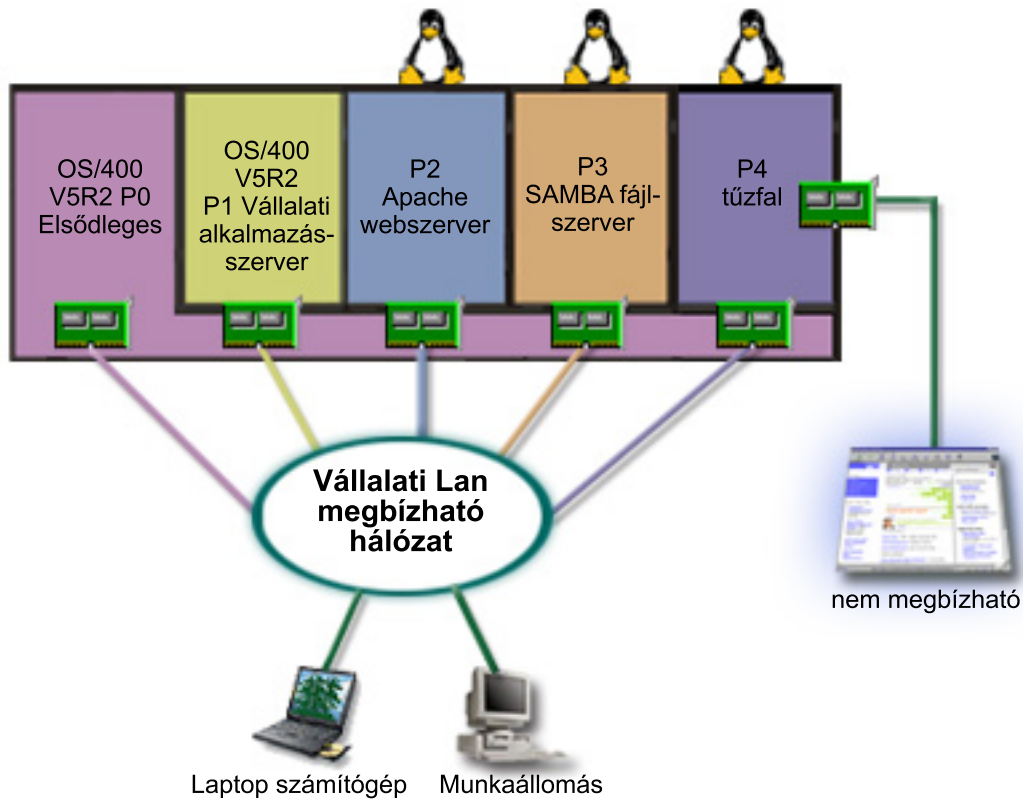 OS/400
V5R2 P0
Elsődleges
OS/400
V5R2
P1 Vállalati
alkalmazás-
szerver
P2
Apache
webszerver
P3
SAMBA fájl-
szerver
P4
tűzfal
Vállalati Lan
megbízható
hálózat
nem megbízható
Laptop számítógép
Munkaállomás